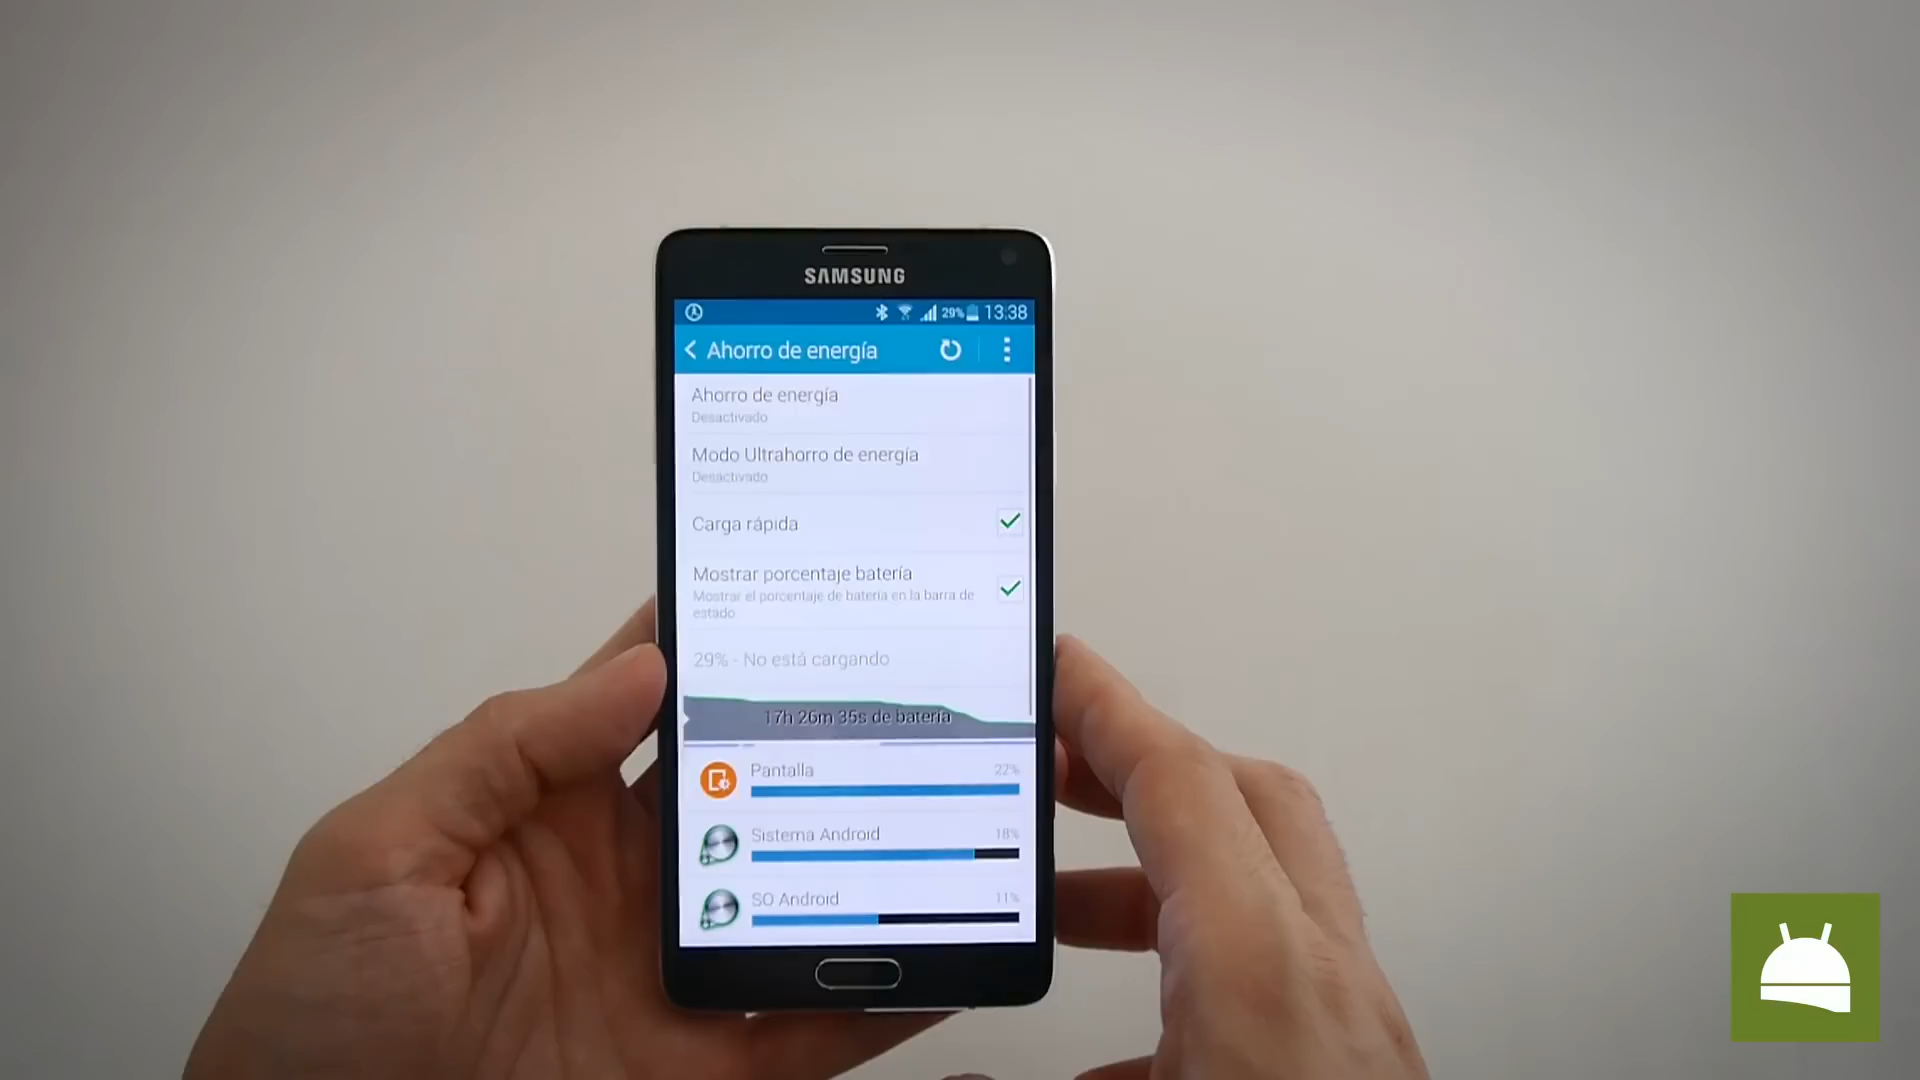 SAMSUNG
29% 13:38
Ahorro de energía
Ahorro de energía
Desactivado
Modo Ultrahorro de energía
Desactivado
Carga rápida
Mostrar porcentaje batería
Mostrar el porcentaje de batería en la barra de
estado
29% - No está cargando
17h 26m 35s de batería
Pantalla 22%
Sistema Android 18%
SO Android 11%